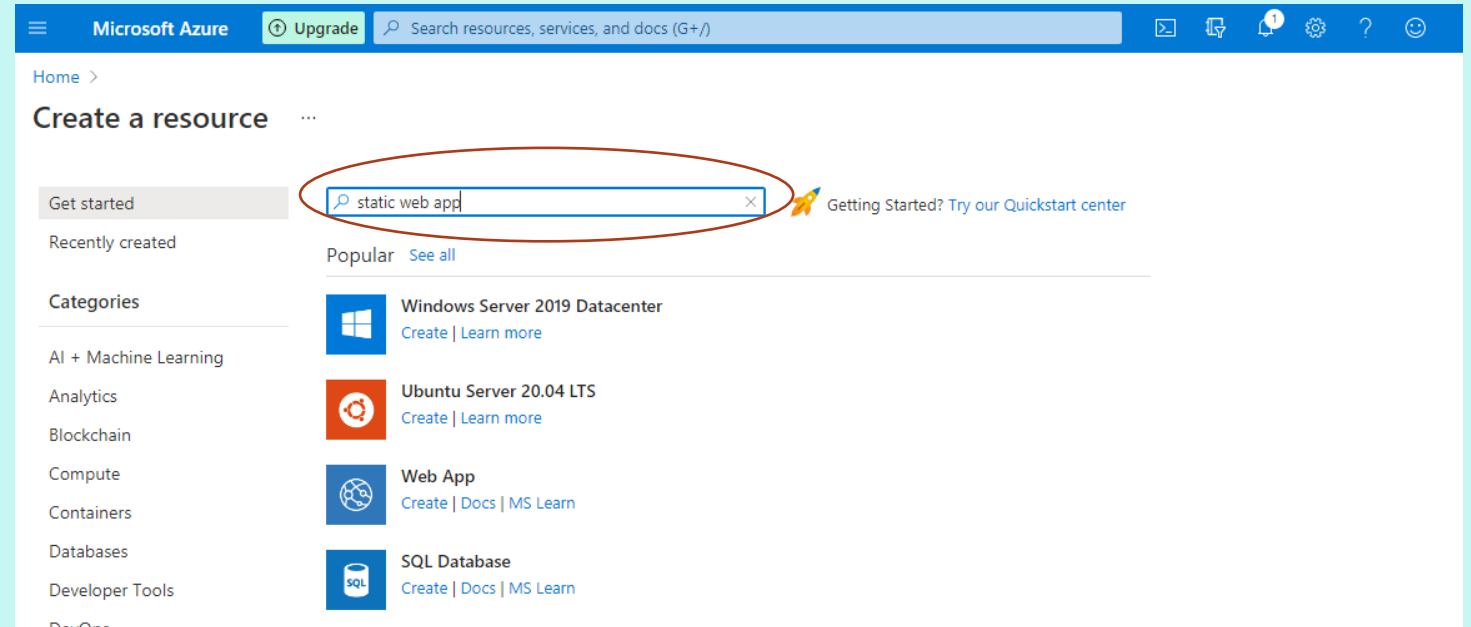 Microsoft Azure
Upgrade
Search resources, services, and docs (G+/)
1
Home >
Create a resource ...
Get started
Recently created
Categories
AI + Machine Learning
Analytics
Blockchain
Compute
Containers
Databases
Developer Tools
DevOps
static web app
Getting Started? Try our Quickstart center
Popular See all
Windows Server 2019 Datacenter
Create | Learn more
Ubuntu Server 20.04 LTS
Create | Learn more
Web App
Create | Docs | MS Learn
SQL
SQL Database
Create | Docs | MS Learn